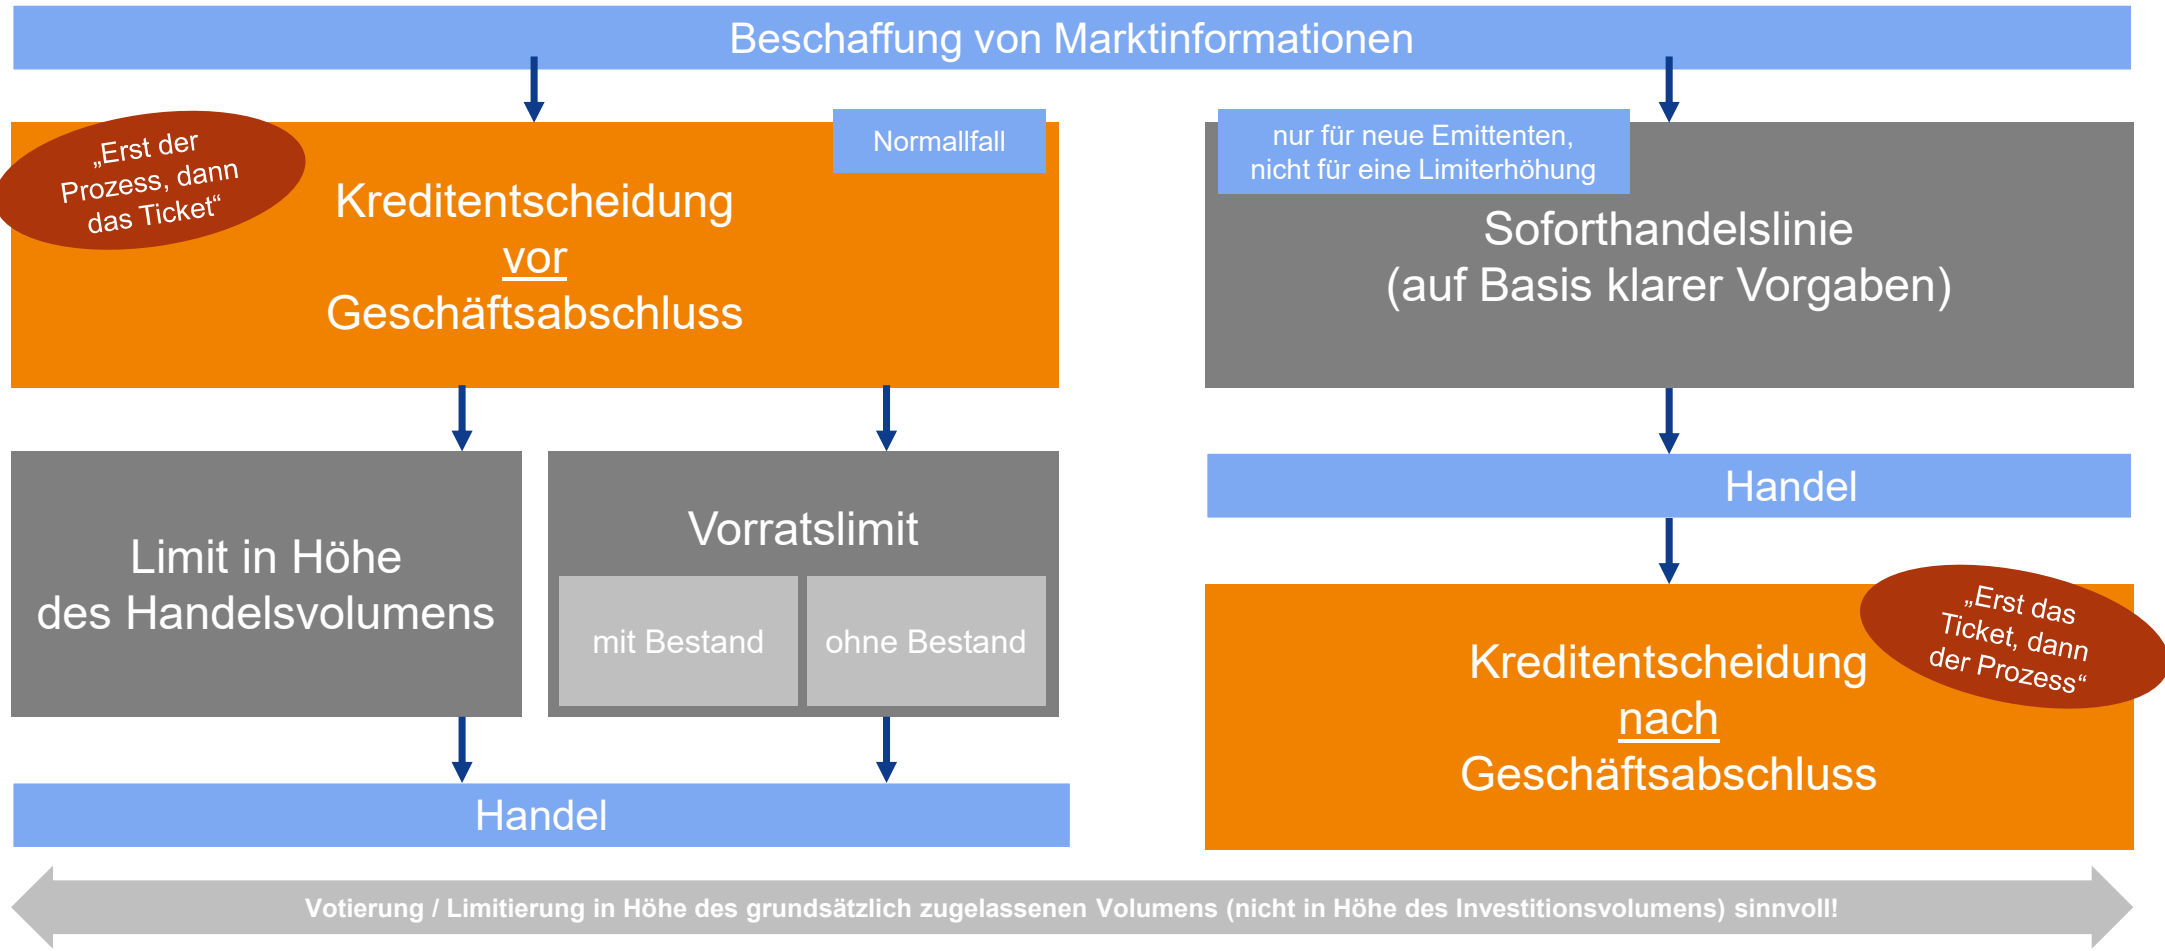 Beschaffung von Marktinformationen
„Erst der
Prozess, dann
das Ticket“
Normallfall
Kreditentscheidung
vor
Geschäftsabschluss
nur für neue Emittenten,
nicht für eine Limiterhöhung
Soforthandelslinie
(auf Basis klarer Vorgaben)
Limit in Höhe
des Handelsvolumens
Vorratslimit
mit Bestand
ohne Bestand
Handel
Handel
„Erst das
Ticket, dann
der Prozess“
Kreditentscheidung
nach
Geschäftsabschluss
Votierung / Limitierung in Höhe des grundsätzlich zugelassenen Volumens (nicht in Höhe des Investitionsvolumens) sinnvoll!